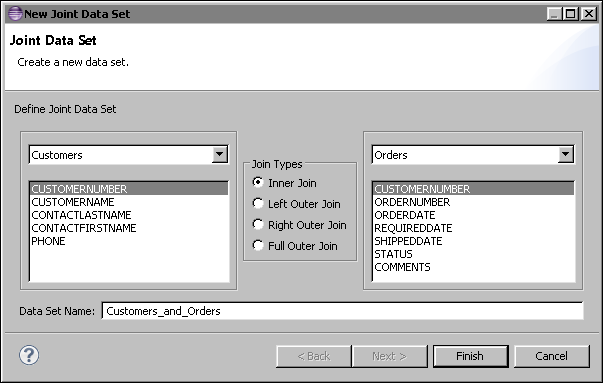 New Joint Data Set
Joint Data Set
Create a new data set.
Define Joint Data Set
Customers
CUSTOMERNUMBER
CUSTOMERNAME
CONTACTLASTNAME
CONTACTFIRSTNAME
PHONE
Join Types
Inner Join
Left Outer Join
Right Outer Join
Full Outer Join
Orders
CUSTOMERNUMBER
ORDERNUMBER
ORDERDATE
REQUIREDDATE
SHIPPEDDATE
STATUS
COMMENTS
Data Set Name: Customers_and_Orders
? < Back Next > Finish Cancel